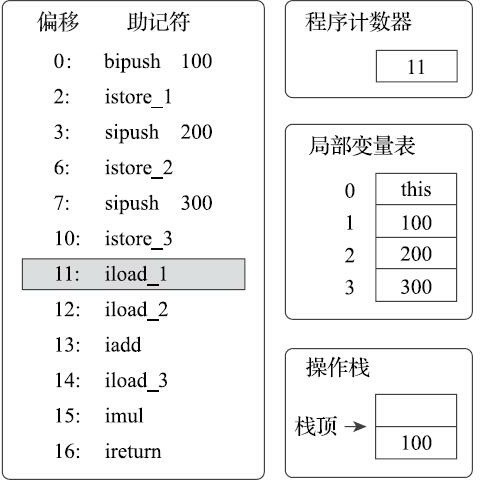 偏移 助记符
0: bipush 100
2: istore_1
3: sipush 200
6: istore_2
7: sipush 300
10: istore_3
11: iload_1
12: iload_2
13: iadd
14: iload_3
15: imul
16: ireturn
程序计数器
11
局部变量表
0 this
1 100
2 200
3 300
操作栈
栈顶
100